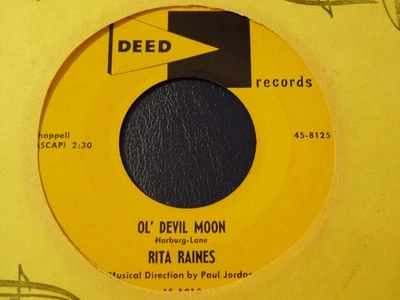 DEED
records
happell
(ASCAP) 2:30
45-8125
OL' DEVIL MOON
Harburg-Lane
RITA RAINES
Musical Direction by Paul Jordan